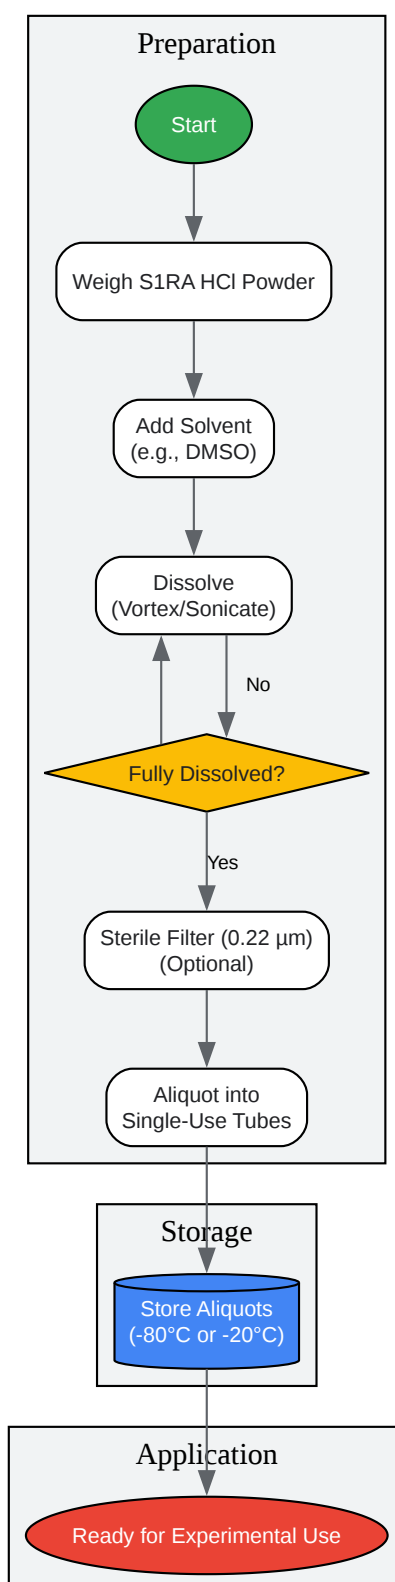 Preparation
Start
Weigh S1RA HCl Powder
Add Solvent
(e.g., DMSO)
Dissolve
(Vortex/Sonicate)
No
Fully Dissolved?
Yes
Sterile Filter (0.22 µm)
(Optional)
Aliquot into
Single-Use Tubes
Storage
Store Aliquots
(-80°C or -20°C)
Application
Ready for Experimental Use